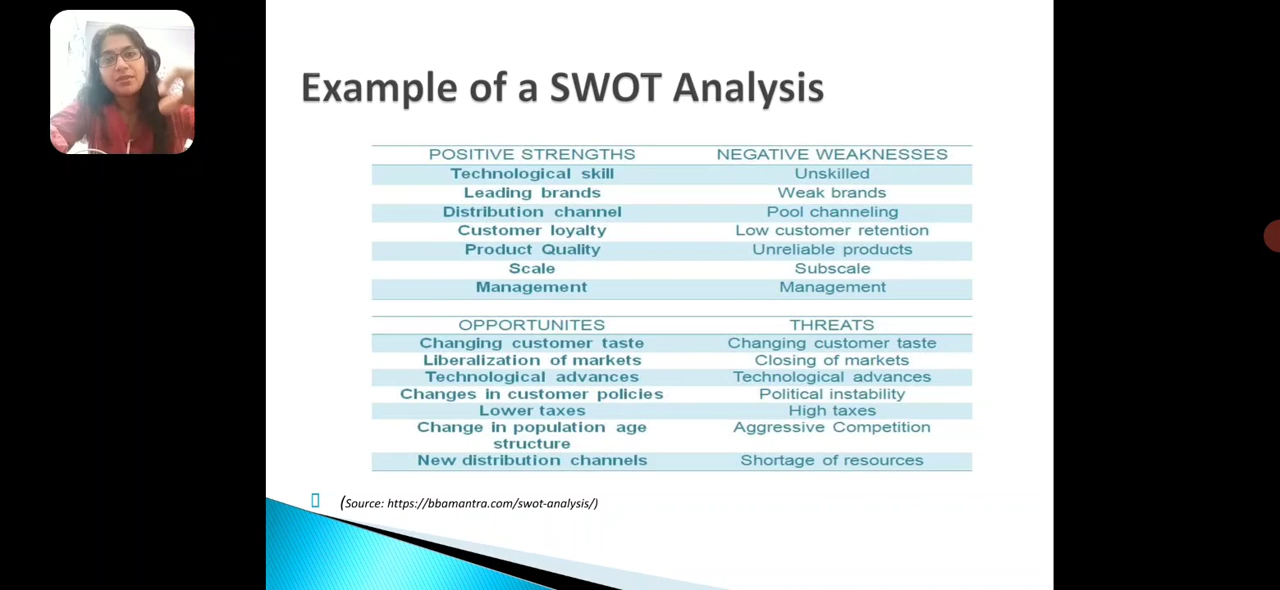 Example of a SWOT Analysis
POSITIVE STRENGTHS NEGATIVE WEAKNESSES
Technological skill Unskilled
Leading brands Weak brands
Distribution channel Pool channeling
Customer loyalty Low customer retention
Product Quality Unreliable products
Scale Subscale
Management Management
OPPORTUNITES THREATS
Changing customer taste Changing customer taste
Liberalization of markets Closing of markets
Technological advances Technological advances
Changes in customer policies Political instability
Lower taxes High taxes
Change in population age Aggressive Competition
structure
New distribution channels Shortage of resources
(Source: https://bbamantra.com/swot-analysis/)